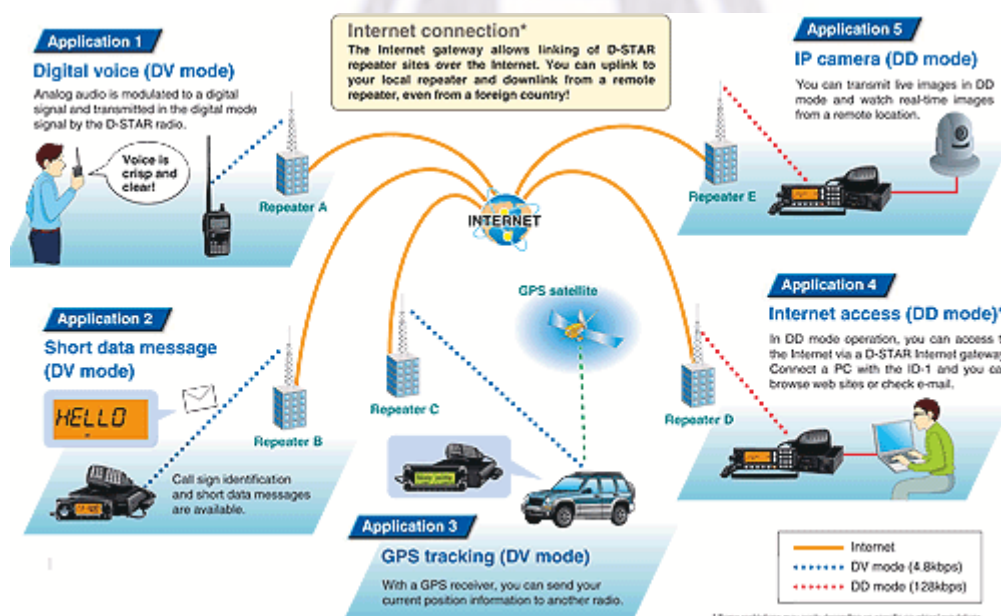 Application 1
Digital voice (DV mode)
Analog audio is modulated to a digital
signal and transmitted in the digital mode
signal by the D-STAR radio.
Voice is
crisp and
clear!
Repeater A
Internet connection*
The Internet gateway allows linking of D-STAR
repeater sites over the Internet. You can uplink to
your local repeater and downlink from a remote
repeater, even from a foreign country!
Application 5
IP camera (DD mode)
You can transmit live images in DD
mode and watch real-time images
from a remote location.
Repeater E
INTERNET
Application 2
Short data message
(DV mode)
HELLO
Repeater B
Call sign identification
and short data messages
are available.
GPS satellite
Repeater C
Application 3
GPS tracking (DV mode)
With a GPS receiver, you can send your
current position information to another radio.
Application 4
Internet access (DD mode)*
In DD mode operation, you can access t
the Internet via a D-STAR Internet gateway
Connect a PC with the ID-1 and you ca
browse web sites or check e-mail.
Repeater D
Internet
DV mode (4.8kbps)
DD mode (128kbps)